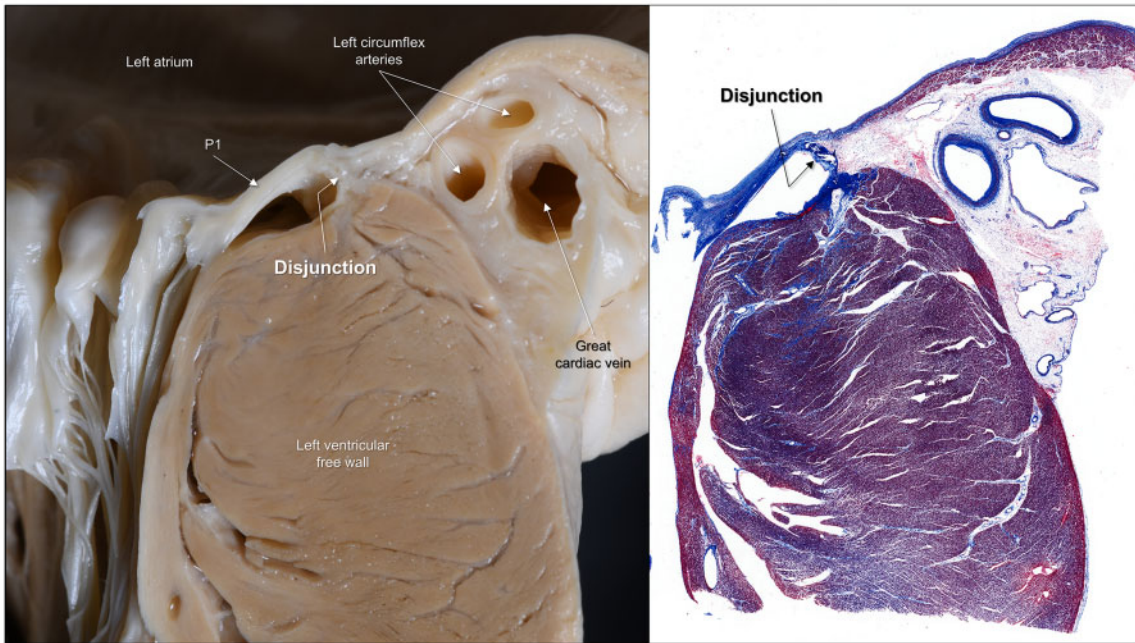 Left circumflex
arteries
Left atrium
P1
Disjunction
Great
cardiac vein
Left ventricular
free wall
Disjunction